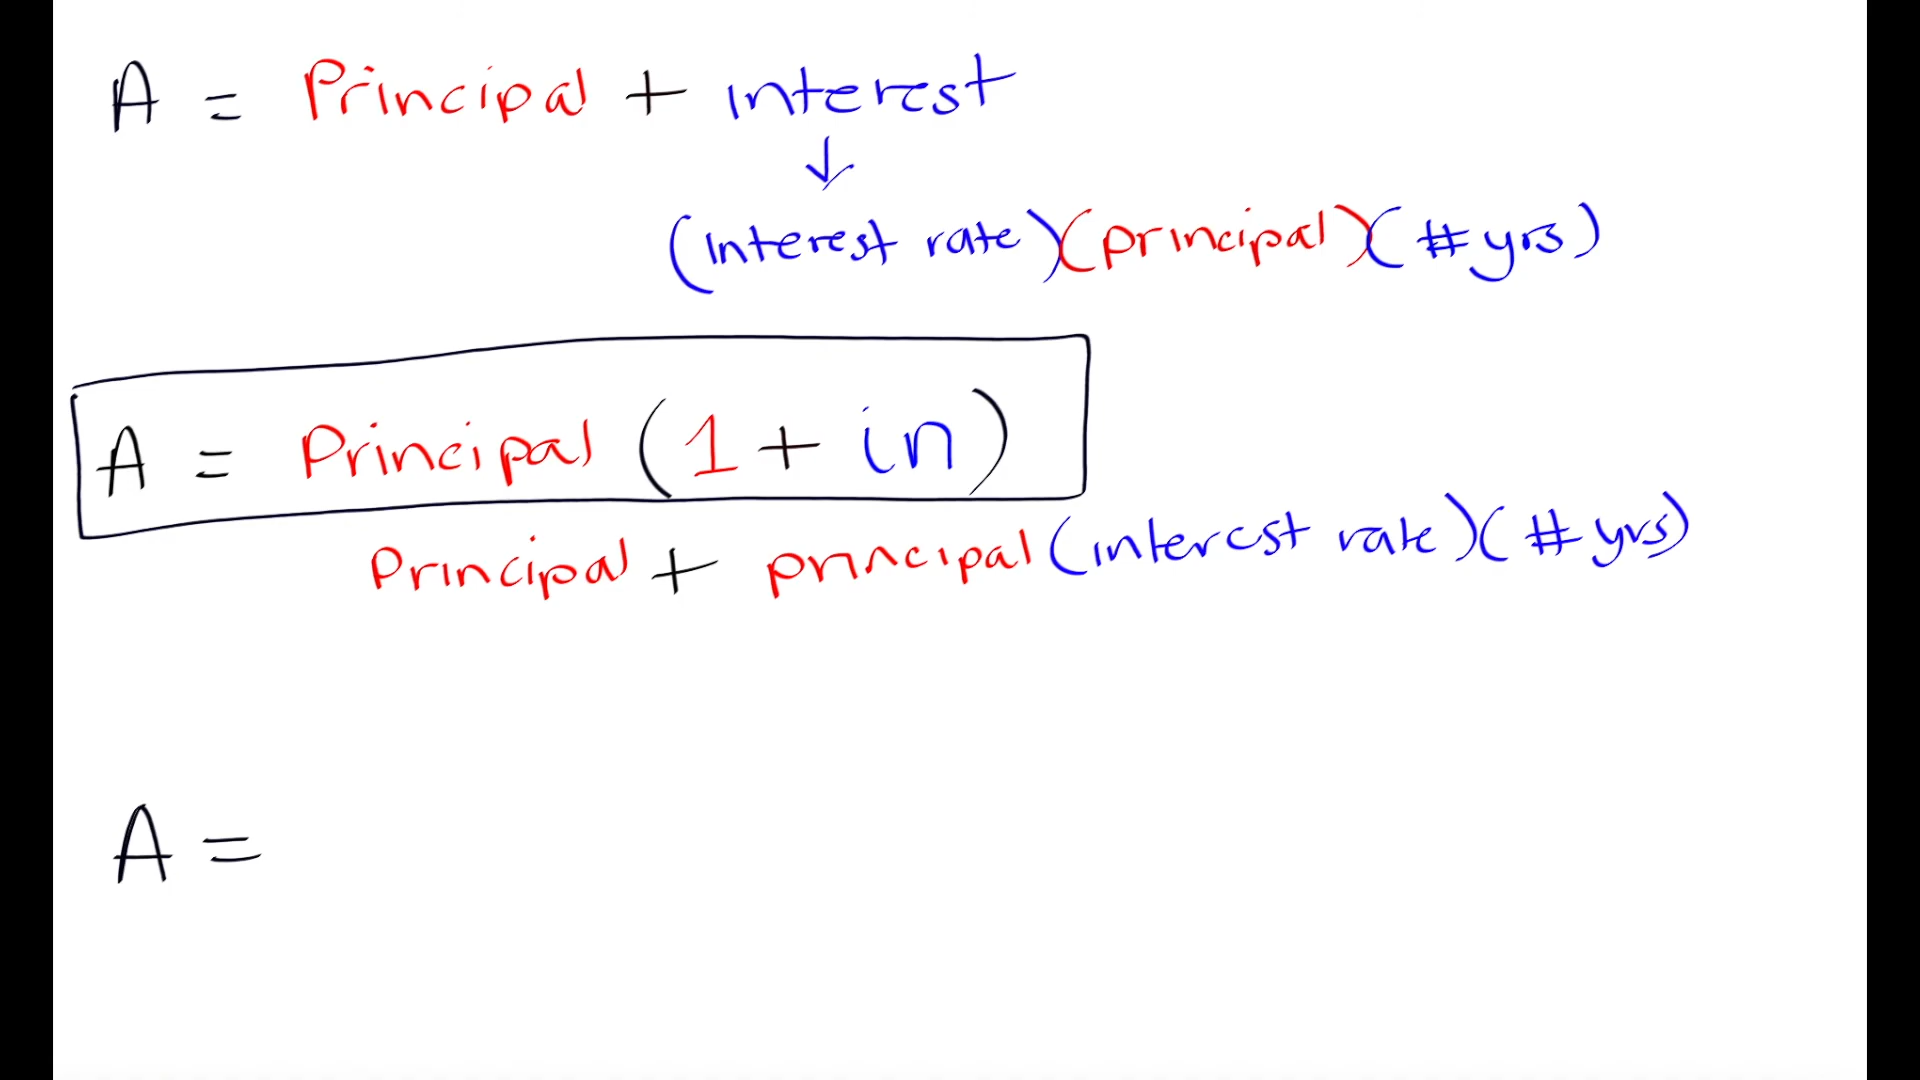 A = Principal + interest
↓
(interest rate)(principal)(# yrs)
A = Principal (1 + in)
Principal + principal (interest rate)(# yrs)
A =